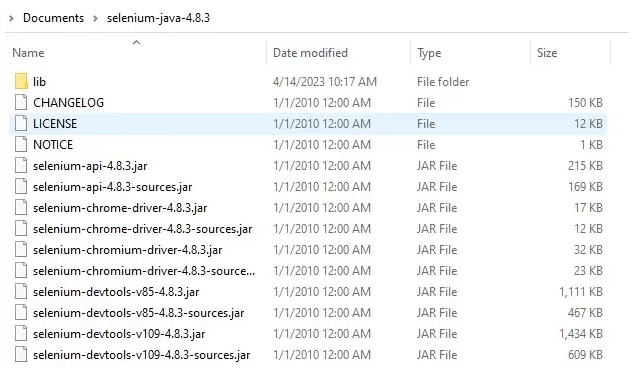 Documents selenium-java-4.8.3
Name Date modified Type Size
lib 4/14/2023 10:17 AM File folder
CHANGELOG 1/1/2010 12:00 AM File 150 KB
LICENSE 1/1/2010 12:00 AM File 12 KB
NOTICE 1/1/2010 12:00 AM File 1 KB
selenium-api-4.8.3.jar 1/1/2010 12:00 AM JAR File 215 KB
selenium-api-4.8.3-sources.jar 1/1/2010 12:00 AM JAR File 169 KB
selenium-chrome-driver-4.8.3.jar 1/1/2010 12:00 AM JAR File 17 KB
selenium-chrome-driver-4.8.3-sources.jar 1/1/2010 12:00 AM JAR File 12 KB
selenium-chromium-driver-4.8.3.jar 1/1/2010 12:00 AM JAR File 32 KB
selenium-chromium-driver-4.8.3-source... 1/1/2010 12:00 AM JAR File 23 KB
selenium-devtools-v85-4.8.3.jar 1/1/2010 12:00 AM JAR File 1,111 KB
selenium-devtools-v85-4.8.3-sources.jar 1/1/2010 12:00 AM JAR File 467 KB
selenium-devtools-v109-4.8.3.jar 1/1/2010 12:00 AM JAR File 1,434 KB
selenium-devtools-v109-4.8.3-sources.jar 1/1/2010 12:00 AM JAR File 609 KB